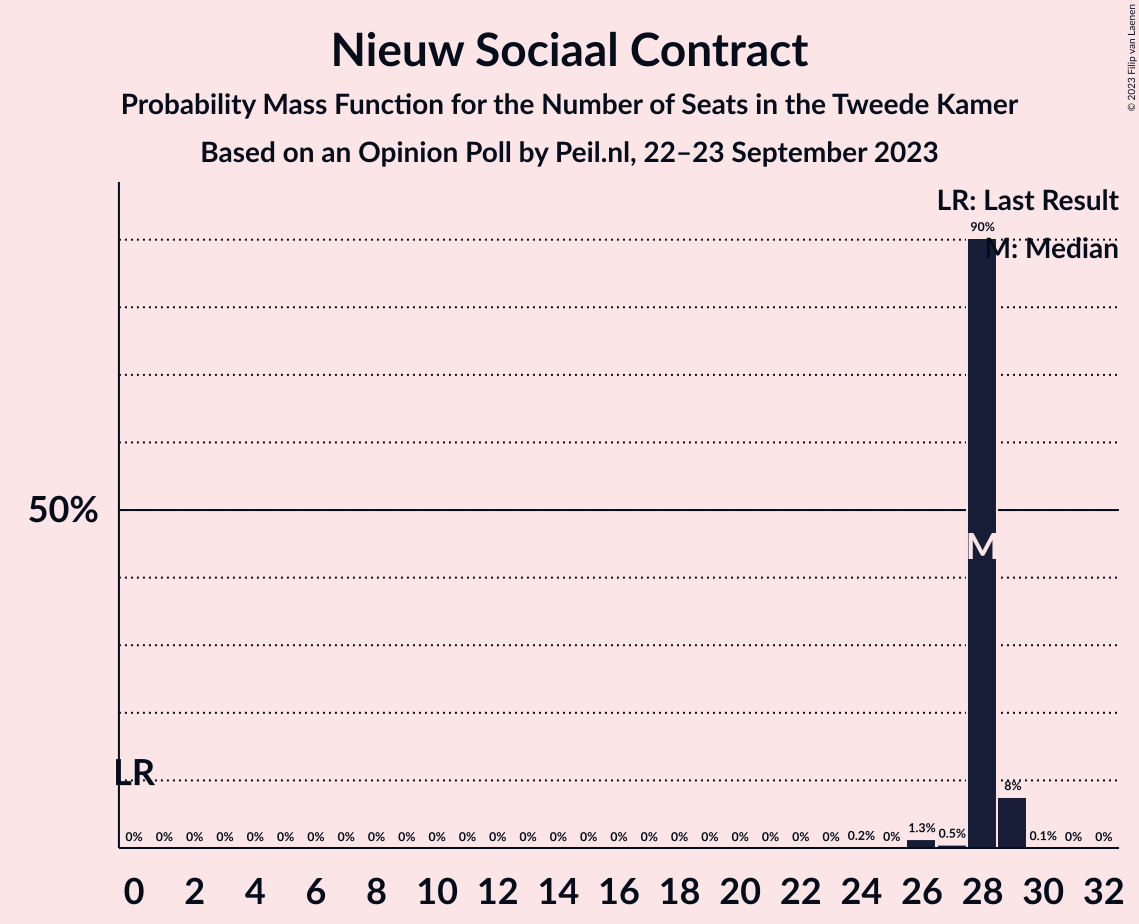 Nieuw Sociaal Contract
Probability Mass Function for the Number of Seats in the Tweede Kamer
Based on an Opinion Poll by Peil.nl, 22–23 September 2023
© 2023 Filip van Laenen
LR: Last Result
M: Median
90%
50%
M
LR
8%
0% 0% 0% 0% 0% 0% 0% 0% 0% 0% 0% 0% 0% 0% 0% 0% 0% 0% 0% 0% 0% 0% 0% 0% 0.2% 0% 1.3% 0.5% 0.1% 0% 0%
0 2 4 6 8 10 12 14 16 18 20 22 24 26 28 30 32